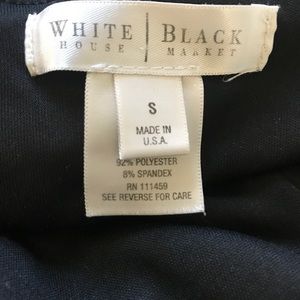 WHITE | BLACK
HOUSE | MARKET
S
MADE IN
U.S.A.
92% POLYESTER
8% SPANDEX
RN 111459
SEE REVERSE FOR CARE